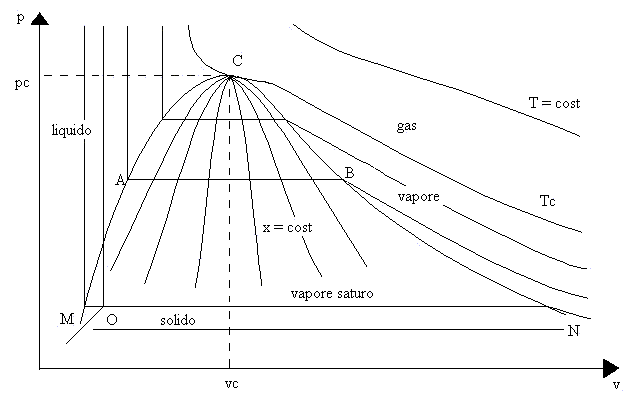 p
C
pc
T = cost
gas
liquido
A
B
vapore
Tc
x = cost
vapore saturo
M
O
solido
N
vc
v